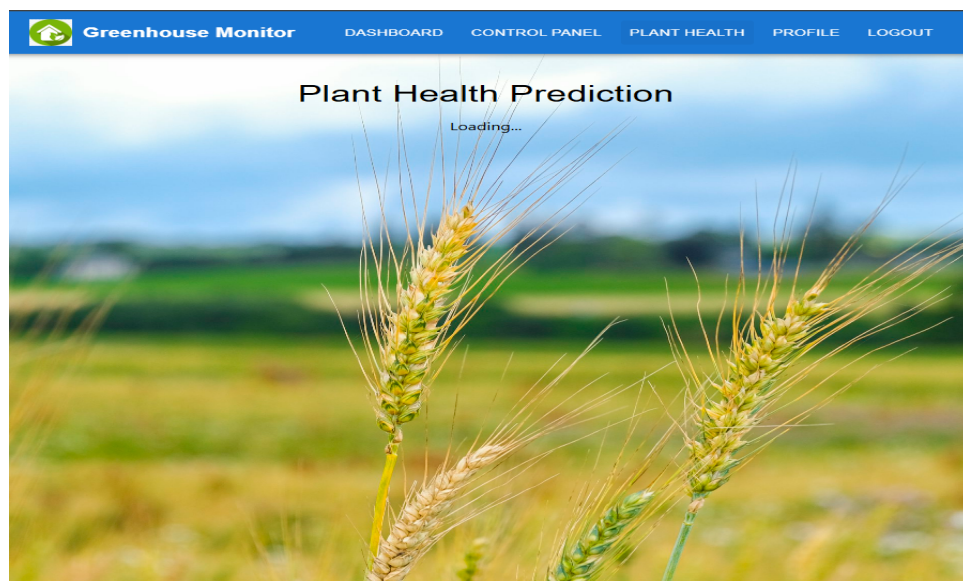 Greenhouse Monitor DASHBOARD CONTROL PANEL PLANT HEALTH PROFILE LOGOUT
Plant Health Prediction
Loading...